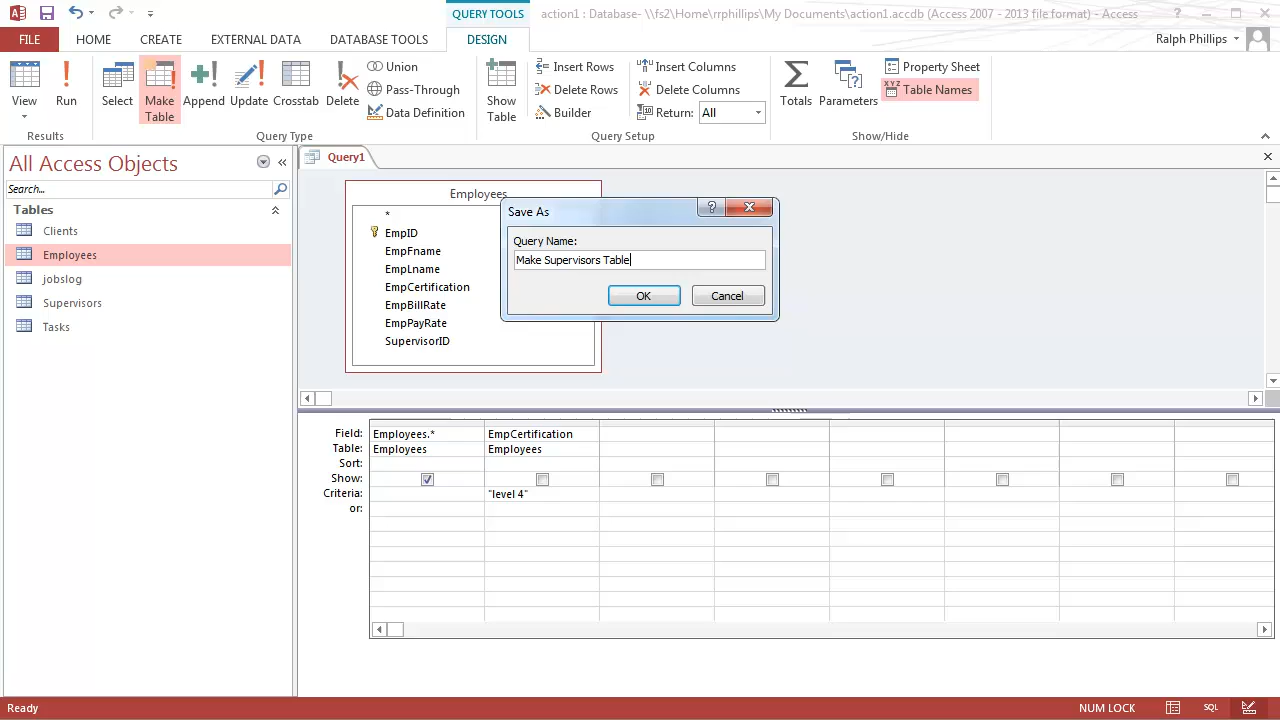 QUERY TOOLS
action1 : Database- \\fs2\Home\rrphillips\My Documents\action1.accdb (Access 2007 - 2013 file format) - Access
FILE HOME CREATE EXTERNAL DATA DATABASE TOOLS DESIGN Ralph Phillips
View
Run
Results
Select
Make Table
Append
Update
Crosstab
Delete
Union
Pass-Through
Data Definition
Query Type
Show Table
Insert Rows
Delete Rows
Builder
Insert Columns
Delete Columns
Return: All
Query Setup
Totals
Parameters
Property Sheet
XYZ Table Names
Show/Hide
All Access Objects
Search...
Tables
Clients
Employees
jobslog
Supervisors
Tasks
Query1
Employees
*
EmpID
EmpFname
EmpLname
EmpCertification
EmpBillRate
EmpPayRate
SupervisorID
Save As
Query Name:
Make Supervisors Table
OK Cancel
Field: Employees.* EmpCertification
Table: Employees Employees
Sort:
Show:
Criteria: "level 4"
or:
Ready NUM LOCK SQL